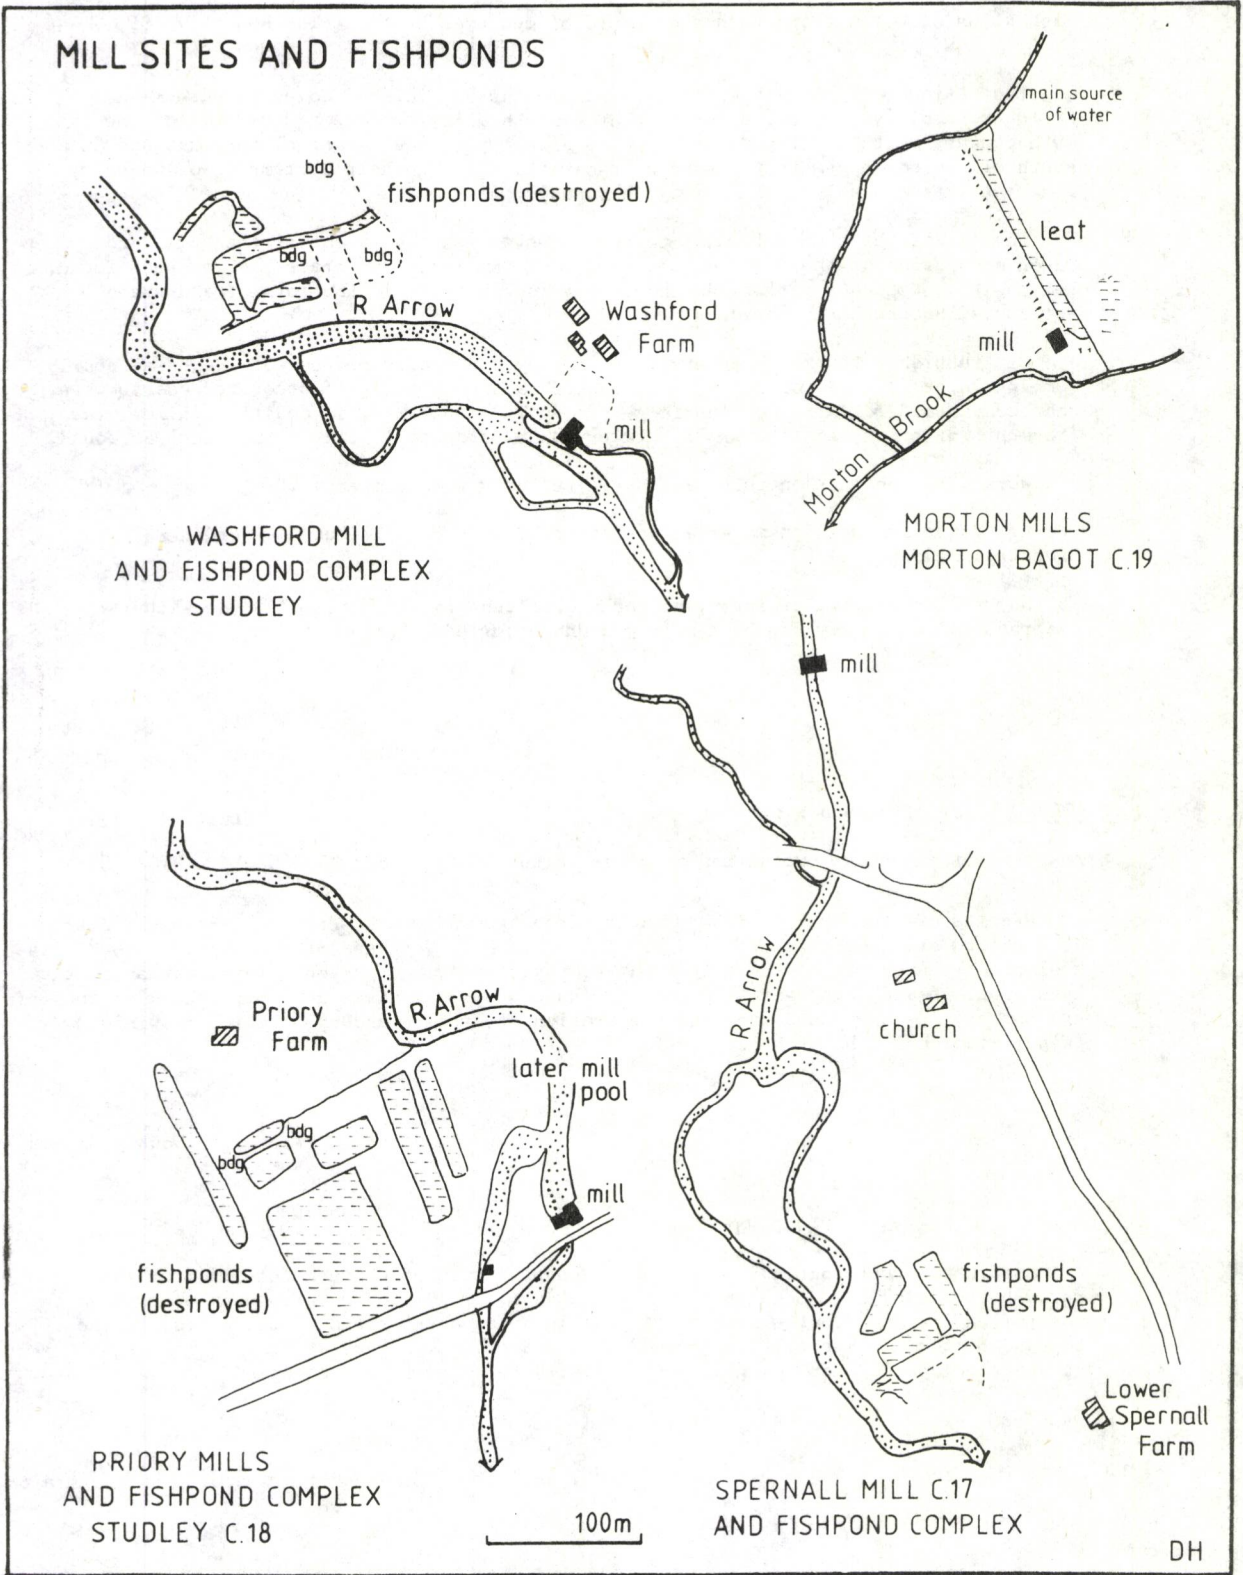 MILL SITES AND FISHPONDS
bdg
fishponds (destroyed)
bdg
bdg
R Arrow
Washford
Farm
mill
WASHFORD MILL
AND FISHPOND COMPLEX
STUDLEY
main source
of water
leat
mill
Morton Brook
MORTON MILLS
MORTON BAGOT C.19
Priory
Farm
R. Arrow
later mill
pool
bdg
bdg
mill
fishponds
(destroyed)
PRIORY MILLS
AND FISHPOND COMPLEX
STUDLEY C.18
100m
mill
R. Arrow
church
fishponds
(destroyed)
Lower
Spernall
Farm
SPERNALL MILL C.17
AND FISHPOND COMPLEX
DH